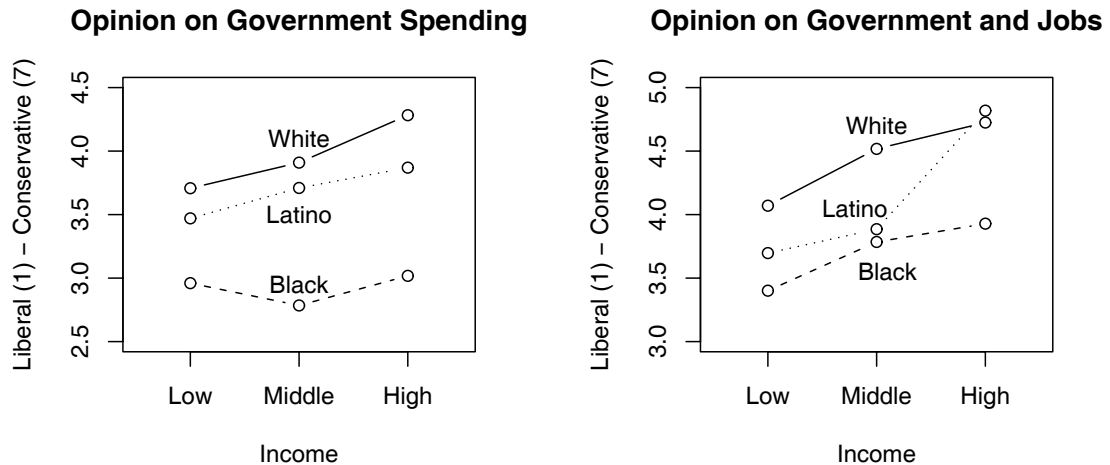 Opinion on Government Spending
Liberal (1) – Conservative (7)
4.5
4.0
3.5
3.0
2.5
White
Latino
Black
Low Middle High
Income
Opinion on Government and Jobs
Liberal (1) – Conservative (7)
5.0
4.5
4.0
3.5
3.0
White
Latino
Black
Low Middle High
Income